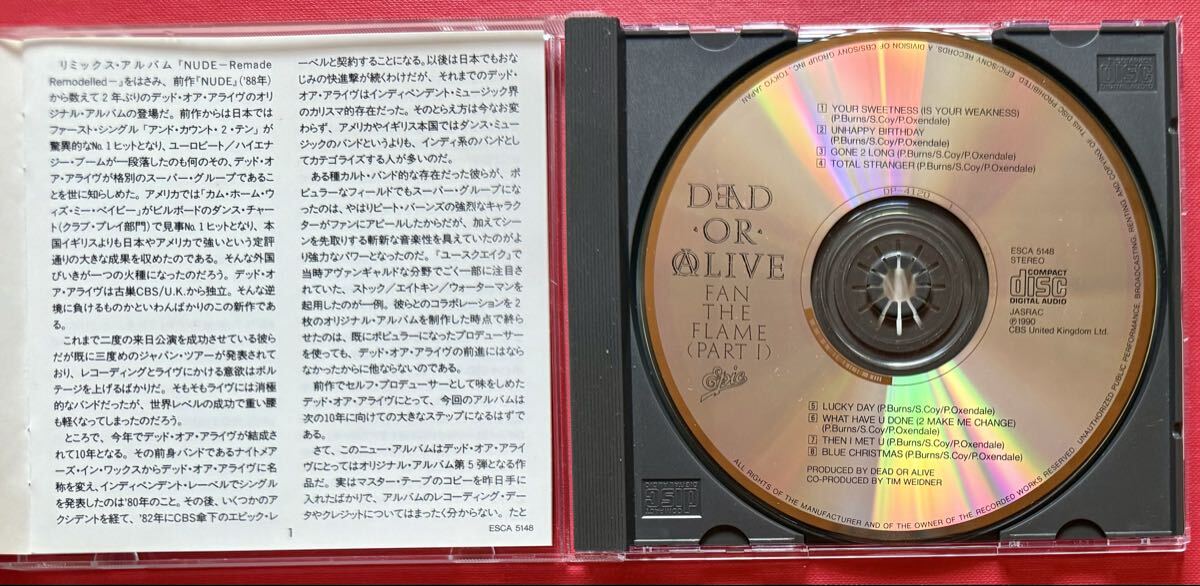 リミックス・アルバム「NUDE－Remade
Remodelled－」をはさみ、前作「NUDE」('88年)
から数えて2年ぶりのデッド・オア・アライヴのオリ
ジナル・アルバムの登場だ。前作からは日本では
ファースト・シングル「アンド・カウント・2・テン」が
驚異的なNo.1ヒットとなり、ユーロビート／ハイエ
ナジー・ブームが一段落したのも何のその、デッド・オ
ア・アライヴが格別のスーパー・グループであるこ
とを世に知らしめた。アメリカでは「カム・ホーム・ウ
ィズ・ミー・ベイビー」がビルボードのダンス・チャー
ト(クラブ・プレイ部門)で見事No.1ヒットとなり、本
国イギリスよりも日本やアメリカで強いという定評
通りの大きな成果を収めたのである。そんな外国
びいきが一つの火種になったのだろう。デッド・オ
ア・アライヴは古巣CBS/U.K.から独立。そんな逆
境に負けるものかといわんばかりのこの新作であ
る。
これまで二度の来日公演を成功させている彼ら
だが既に三度めのジャパン・ツアーが発表されて
おり、レコーディングとライヴにかける意欲はボル
テージを上げるばかりだ。そもそもライヴには消極
的なバンドだったが、世界レベルの成功で重い腰
も軽くなってしまったのだろう。
ところで、今年でデッド・オア・アライヴが結成さ
れて10年となる。その前身バンドであるナイトメア
ーズ・イン・ワックスからデッド・オア・アライヴに名
称を変え、インディペンデント・レーベルでシングル
を発表したのは'80年のこと。その後、いくつかのア
クシデントを経て、'82年にCBS傘下のエピック・レ
ーベルと契約することになる。以後は日本でもおな
じみの快進撃が続くわけだが、それまでのデッド・
オア・アライヴはインディペンデント・ミュージック界
のカリスマ的存在だった。そのとらえ方は今なお変
わらず、アメリカやイギリス本国ではダンス・ミュー
ジックのバンドというよりも、インディ系のバンドとし
てカテゴライズする人が多いのだ。
ある種カルト・バンド的な存在だった彼らが、ポ
ピュラーなフィールドでもスーパー・グループになっ
たのは、やはりピート・バーンズの強烈なキャラク
ターがファンにアピールしたからだが、加えてシー
ンを先取りする斬新な音楽性を具えていたのがよ
り強力なパワーとなったのだ。「ユースクエイク」で
当時アヴァンギャルドな分野でごく一部に注目さ
れていた、ストック／エイトキン／ウォーターマンを
起用したのが一例。彼らとのコラボレーションを2
枚のオリジナル・アルバムを制作した時点で終ら
せたのは、既にポピュラーになったプロデューサー
を使っても、デッド・オア・アライヴの前進にはなら
なかったからに他ならないのである。
前作でセルフ・プロデューサーとして味をしめた
デッド・オア・アライヴにとって、今回のアルバムは
次の10年に向けての大きなステップになるはずで
ある。
さて、このニュー・アルバムはデッド・オア・アライ
ヴにとってはオリジナル・アルバム第5弾となる作
品だ。実はマスター・テープのコピーを昨日手に
入れたばかりで、アルバムのレコーディング・デー
タやクレジットについてはまったく分からない。たと
1
ESCA 5148
1 YOUR SWEETNESS (IS YOUR WEAKNESS)
(P.Burns/S.Coy/P.Oxendale)
2 UNHAPPY BIRTHDAY
(P.Burns/S.Coy/P.Oxendale)
3 GONE 2 LONG (P.Burns/S.Coy/P.Oxendale)
4 TOTAL STRANGER (P.Burns/S.Coy/P.Oxendale)
DP-4120
DEAD
·OR·
ALIVE
FAN
THE
FLAME
(PART I)
Epic
ESCA 5148
STEREO
COMPACT
disc
DIGITAL AUDIO
JASRAC
℗1990
CBS United Kingdom Ltd.
5 LUCKY DAY (P.Burns/S.Coy/P.Oxendale)
6 WHAT HAVE U DONE (2 MAKE ME CHANGE)
(P.Burns/S.Coy/P.Oxendale)
7 THEN I MET U (P.Burns/S.Coy/P.Oxendale)
8 BLUE CHRISTMAS (P.Burns/S.Coy/P.Oxendale)
PRODUCED BY DEAD OR ALIVE
CO-PRODUCED BY TIM WEIDNER
ALL RIGHTS OF THE MANUFACTURER AND OF THE OWNER OF THE RECORDED WORKS RESERVED. UNAUTHORIZED PUBLIC PERFORMANCE, BROADCASTING, RENTING AND COPYING OF THIS DISC PROHIBITED. EPIC/SONY RECORDS, A DIVISION OF CBS/SONY GROUP INC. TOKYO JAPAN